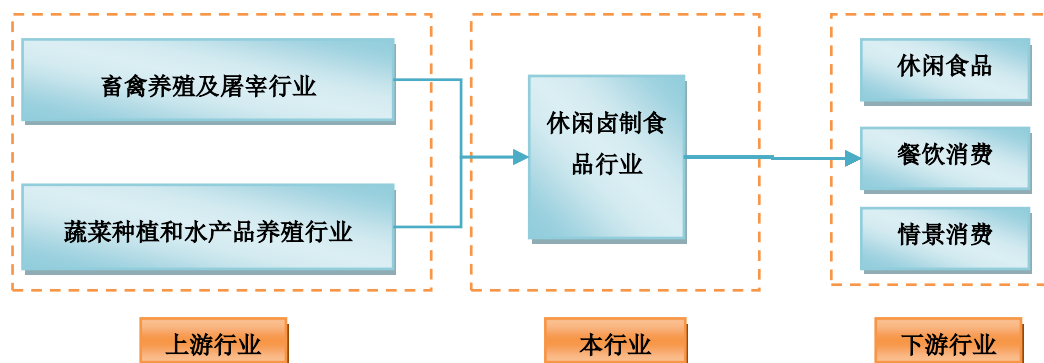 畜禽养殖及屠宰行业
蔬菜种植和水产品养殖行业
休闲卤制食
品行业
休闲食品
餐饮消费
情景消费
上游行业
本行业
下游行业